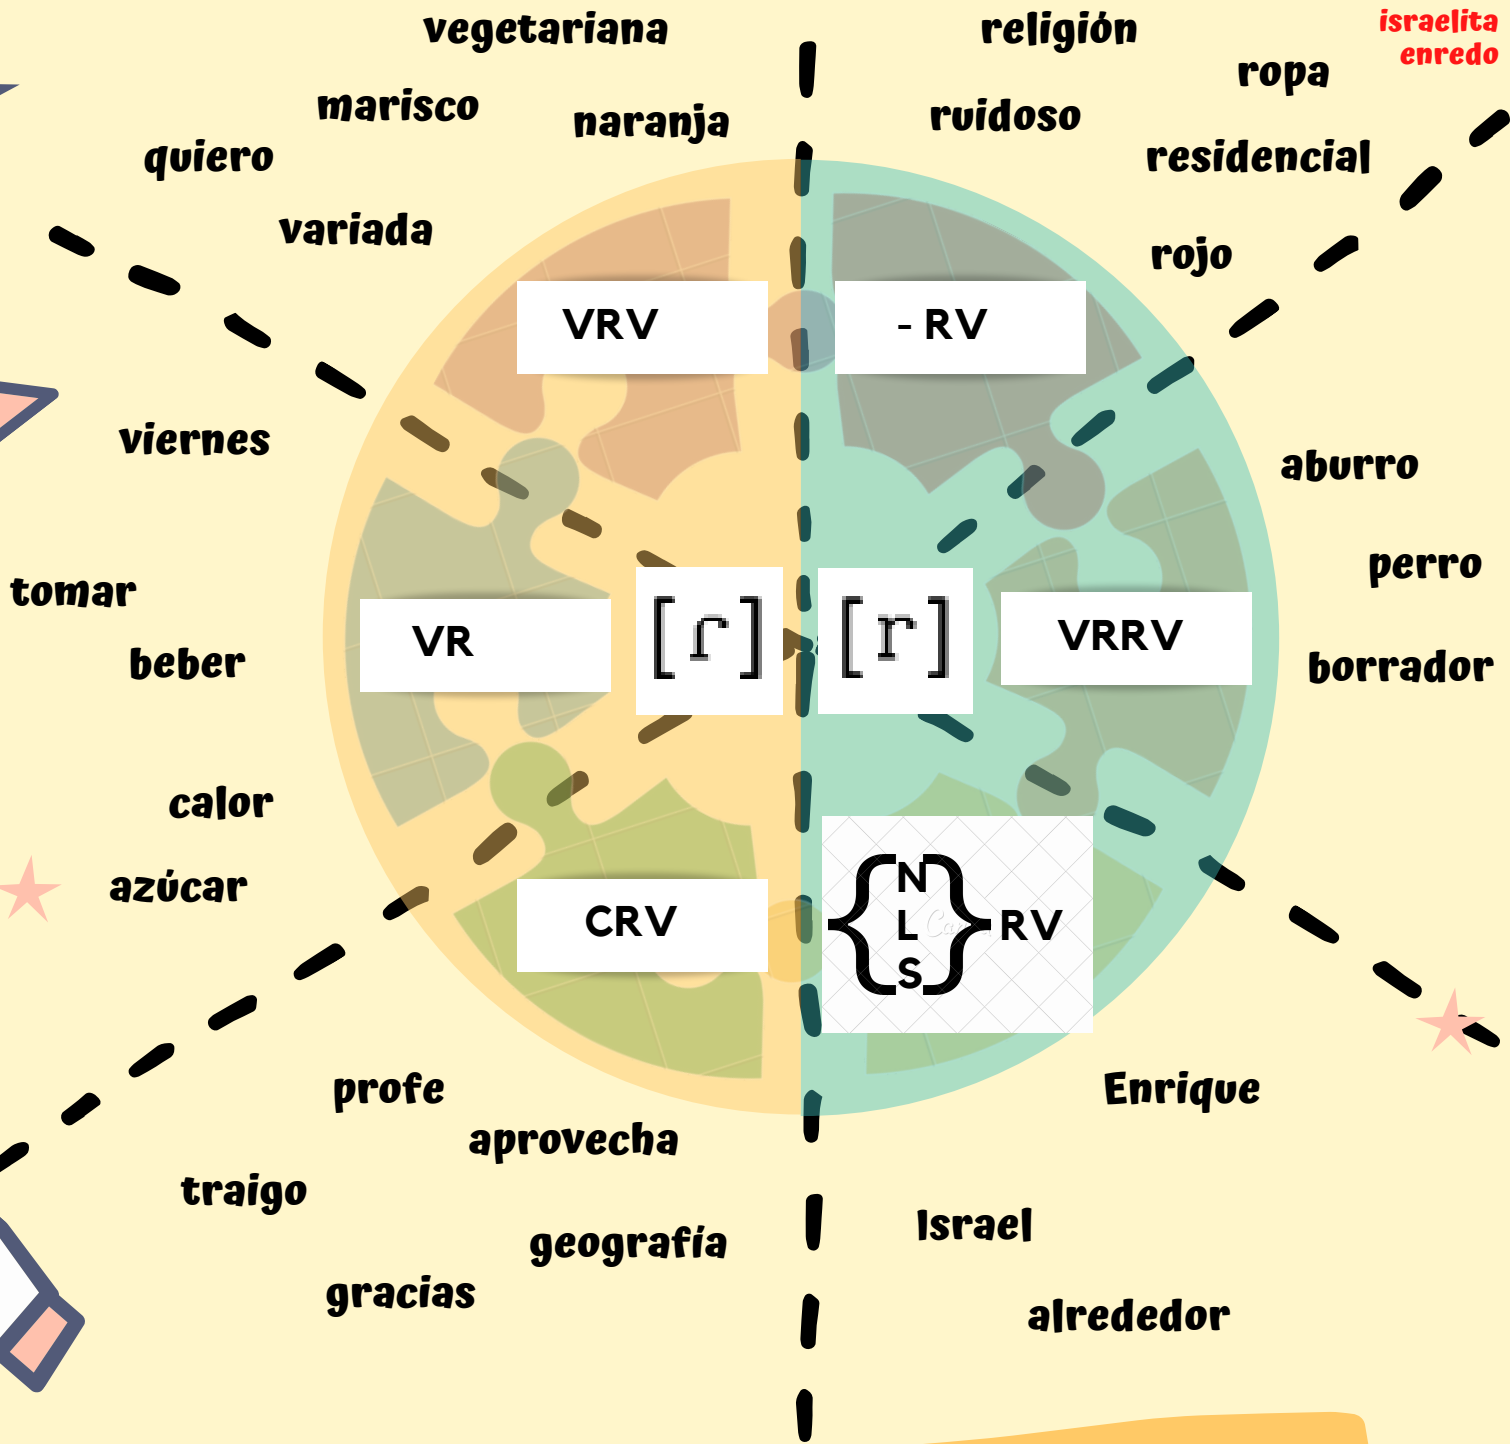 vegetariana
marisco
naranja
quiero
variada
religión
israelita
enredo
ropa
ruidoso
residencial
rojo
VRV
- RV
viernes
tomar
beber
calor
azúcar
VR
[ɾ]
[r]
VRRV
aburro
perro
borrador
CRV
N
L
S
RV
profe
aprovecha
traigo
geografía
gracias
Enrique
Israel
alrededor